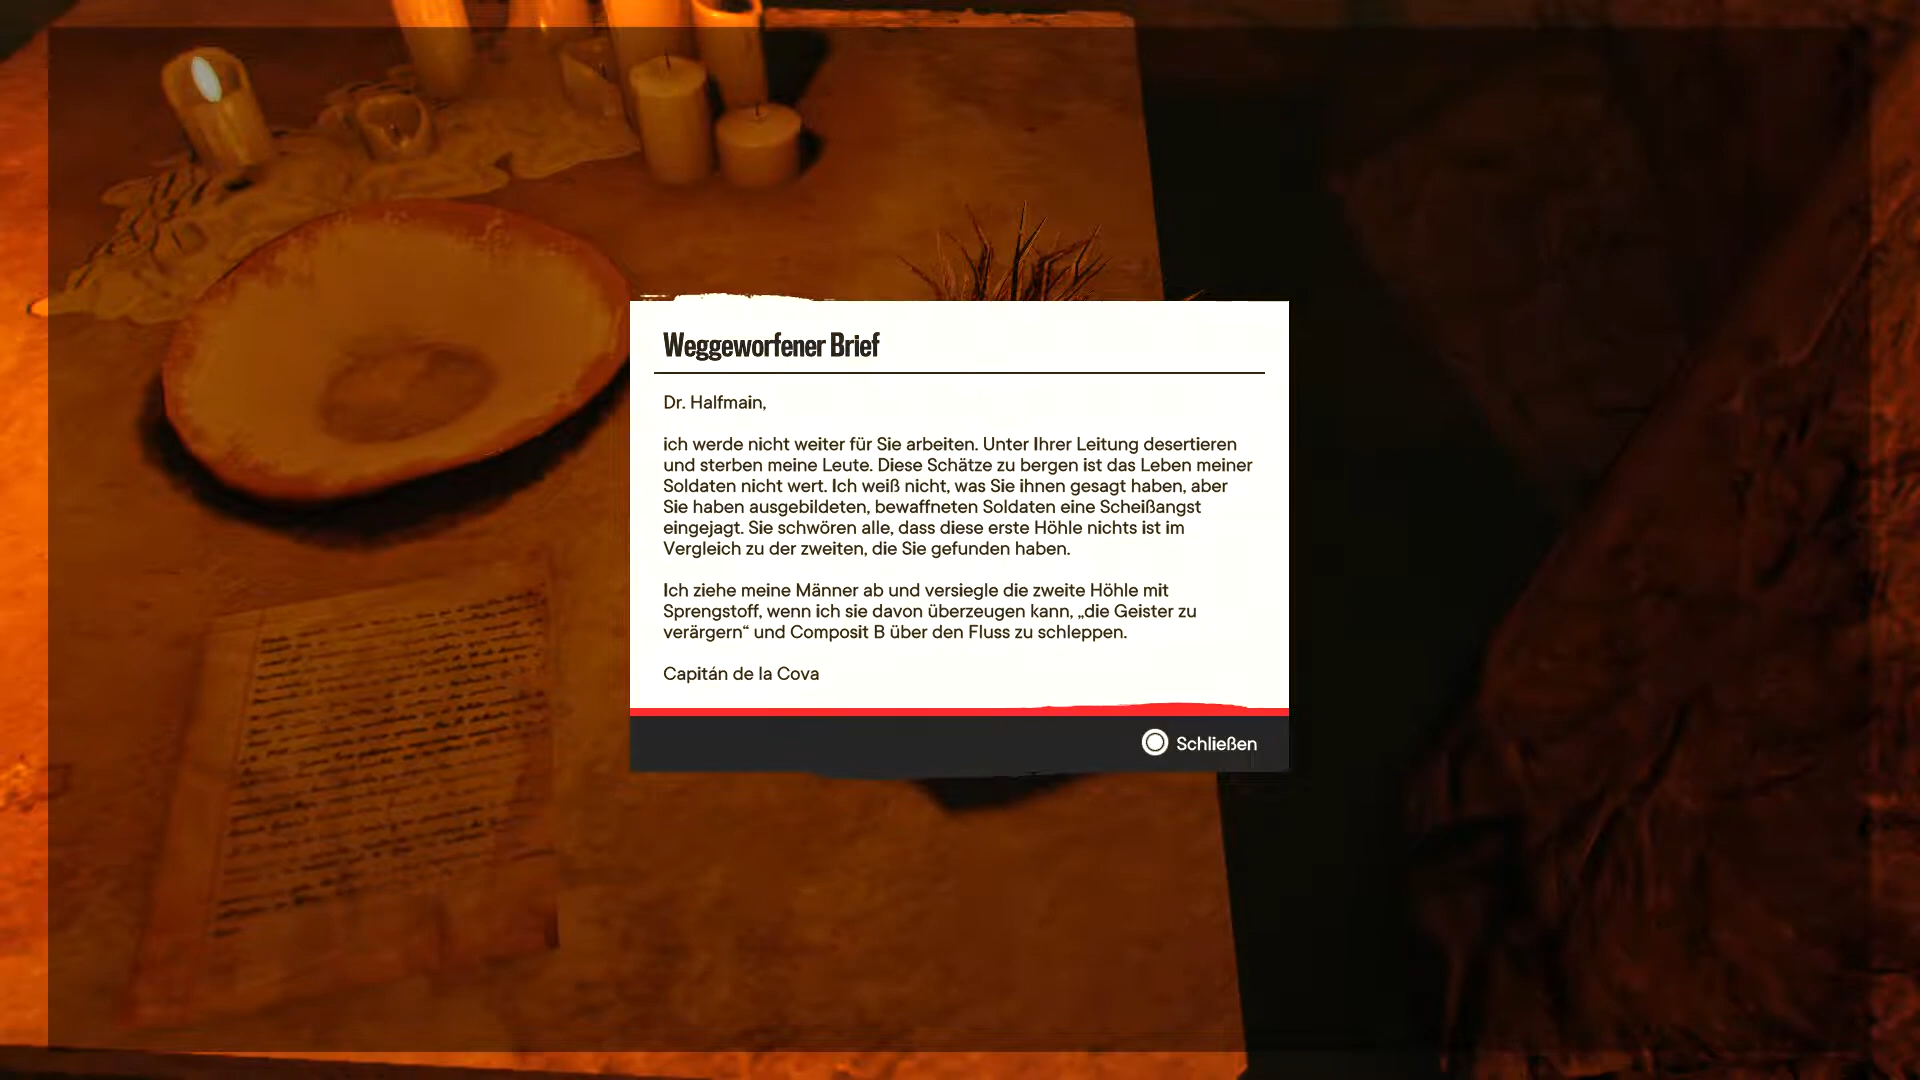 Weggeworfener Brief
Dr. Halfmain,
ich werde nicht weiter für Sie arbeiten. Unter Ihrer Leitung desertieren
und sterben meine Leute. Diese Schätze zu bergen ist das Leben meiner
Soldaten nicht wert. Ich weiß nicht, was Sie ihnen gesagt haben, aber
Sie haben ausgebildeten, bewaffneten Soldaten eine Scheißangst
eingejagt. Sie schwören alle, dass diese erste Höhle nichts ist im
Vergleich zu der zweiten, die Sie gefunden haben.
Ich ziehe meine Männer ab und versiegle die zweite Höhle mit
Sprengstoff, wenn ich sie davon überzeugen kann, „die Geister zu
verärgern“ und Composit B über den Fluss zu schleppen.
Capitán de la Cova
Schließen